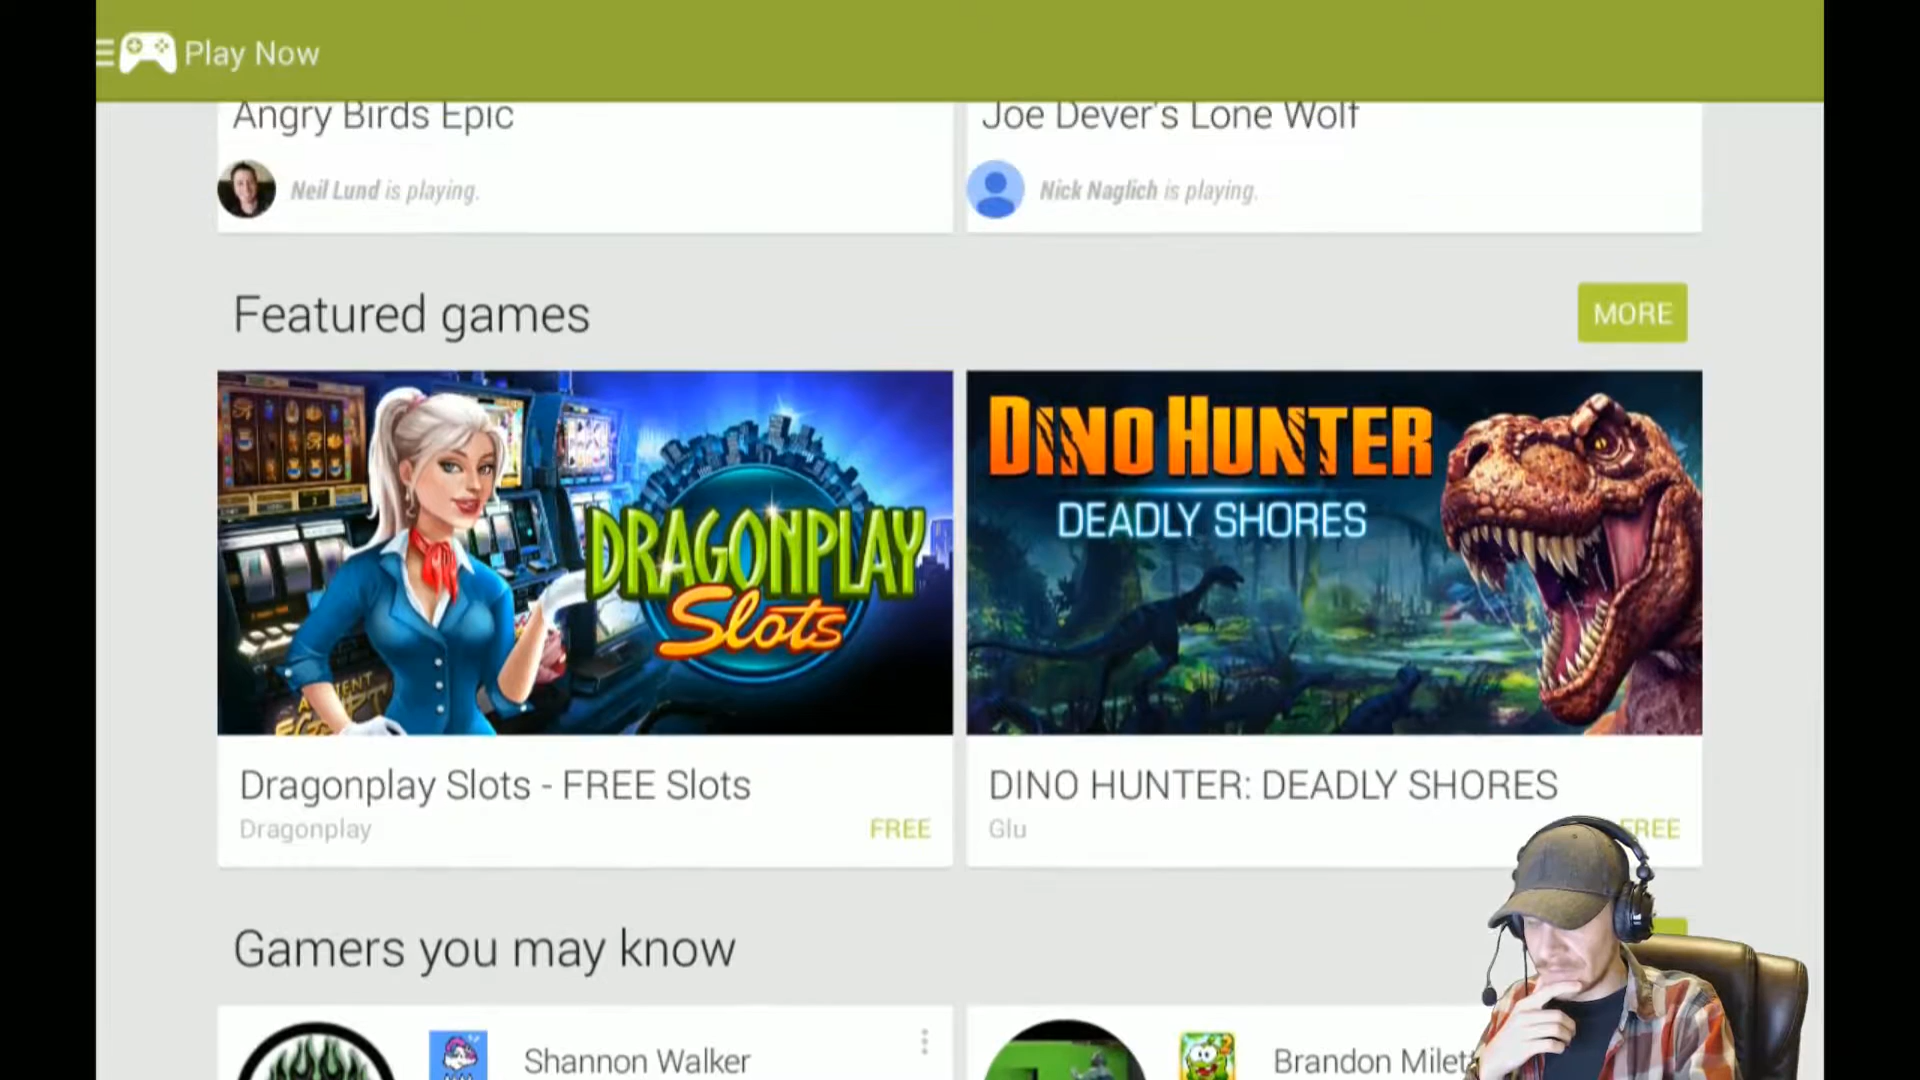 Play Now
Angry Birds Epic
Neil Lund is playing.
Joe Dever's Lone Wolf
Nick Naglich is playing.
Featured games
MORE
DRAGONPLAY
Slots
DINO HUNTER
DEADLY SHORES
Dragonplay Slots - FREE Slots
Dragonplay
FREE
DINO HUNTER: DEADLY SHORES
Glu
FREE
Gamers you may know
Shannon Walker
Brandon